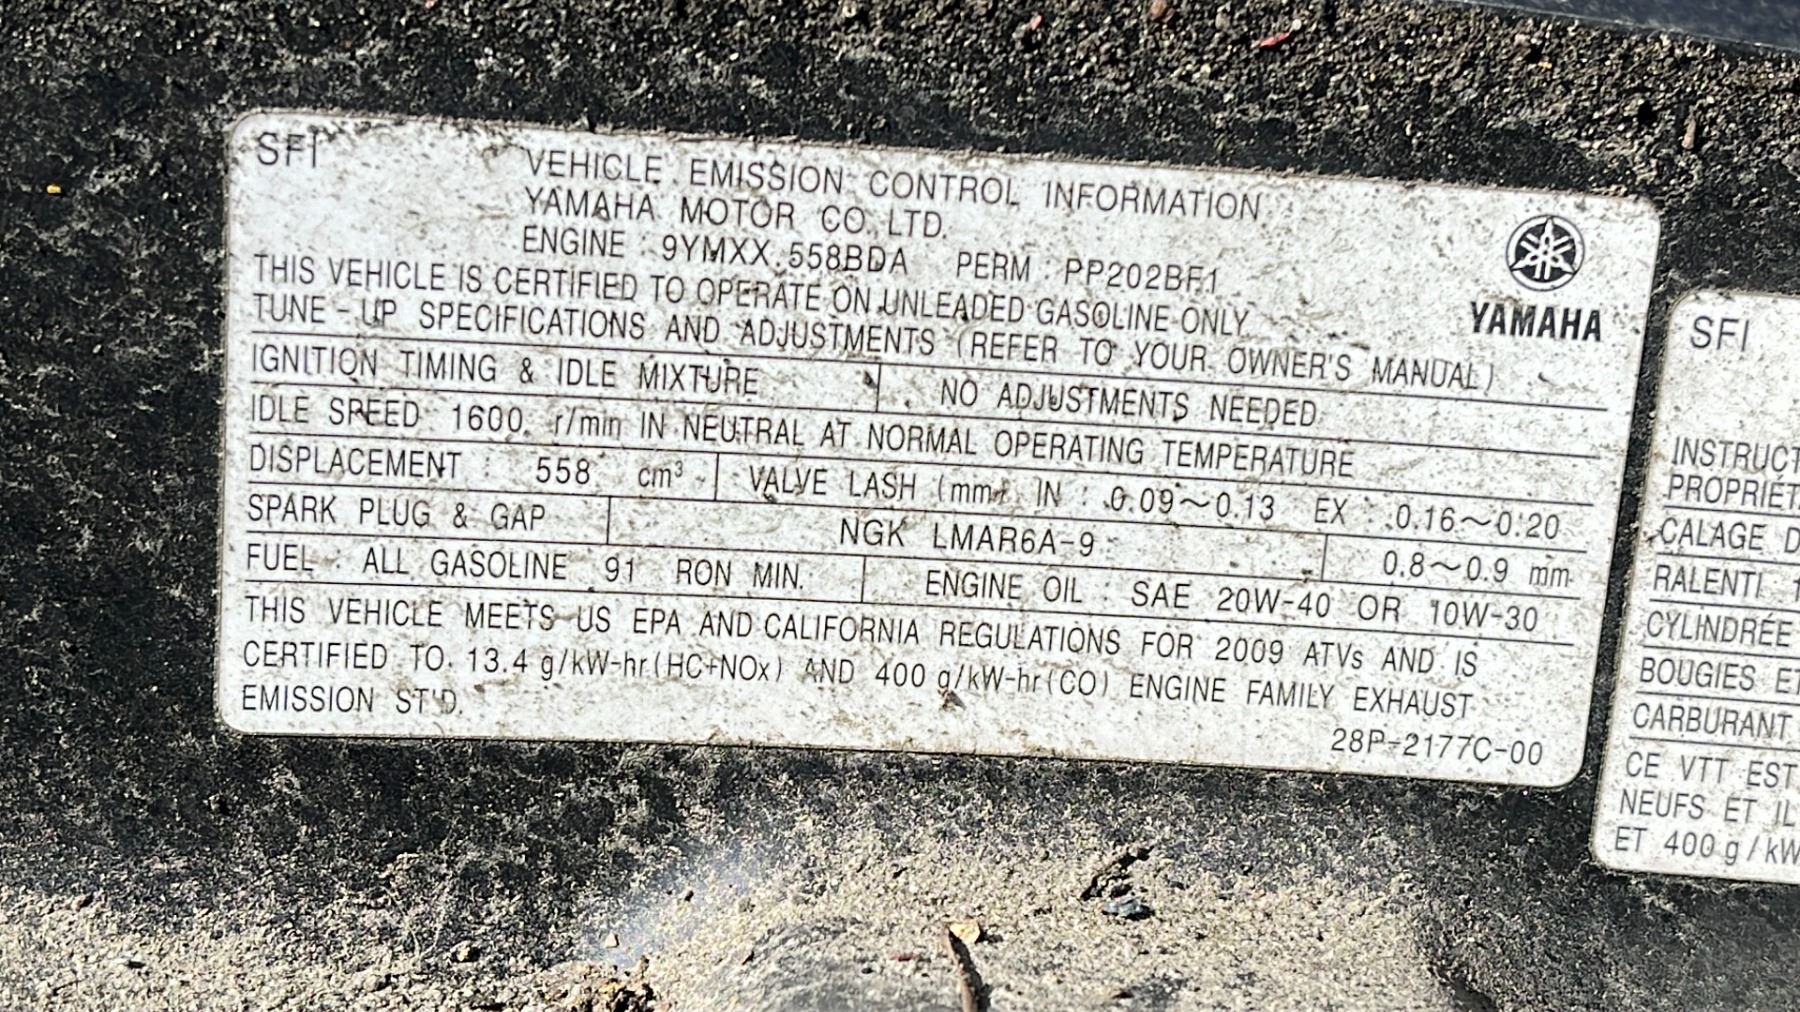 SFI
VEHICLE EMISSION CONTROL INFORMATION
YAMAHA MOTOR CO.,LTD.
ENGINE : 9YMXX.558BDA PERM : PP202BF1
YAMAHA
THIS VEHICLE IS CERTIFIED TO OPERATE ON UNLEADED GASOLINE ONLY
TUNE-UP SPECIFICATIONS AND ADJUSTMENTS (REFER TO YOUR OWNER'S MANUAL)
IGNITION TIMING & IDLE MIXTURE NO ADJUSTMENTS NEEDED
IDLE SPEED 1600 r/min IN NEUTRAL AT NORMAL OPERATING TEMPERATURE
DISPLACEMENT : 558 cm³ VALVE LASH (mm) IN : 0.09~0.13 EX : 0.16~0.20
SPARK PLUG & GAP NGK LMAR6A-9 0.8~0.9 mm
FUEL : ALL GASOLINE 91 RON MIN. ENGINE OIL : SAE 20W-40 OR 10W-30
THIS VEHICLE MEETS US EPA AND CALIFORNIA REGULATIONS FOR 2009 ATVs AND IS
CERTIFIED TO 13.4 g/kW-hr(HC+NOx) AND 400 g/kW-hr(CO) ENGINE FAMILY EXHAUST
EMISSION ST'D.
28P-2177C-00
SFI
INSTRUCT
PROPRIÉT
CALAGE D
RALENTI 1
CYLINDRÉE
BOUGIES ET
CARBURANT
CE VTT EST
NEUFS ET IL
ET 400 g/kW